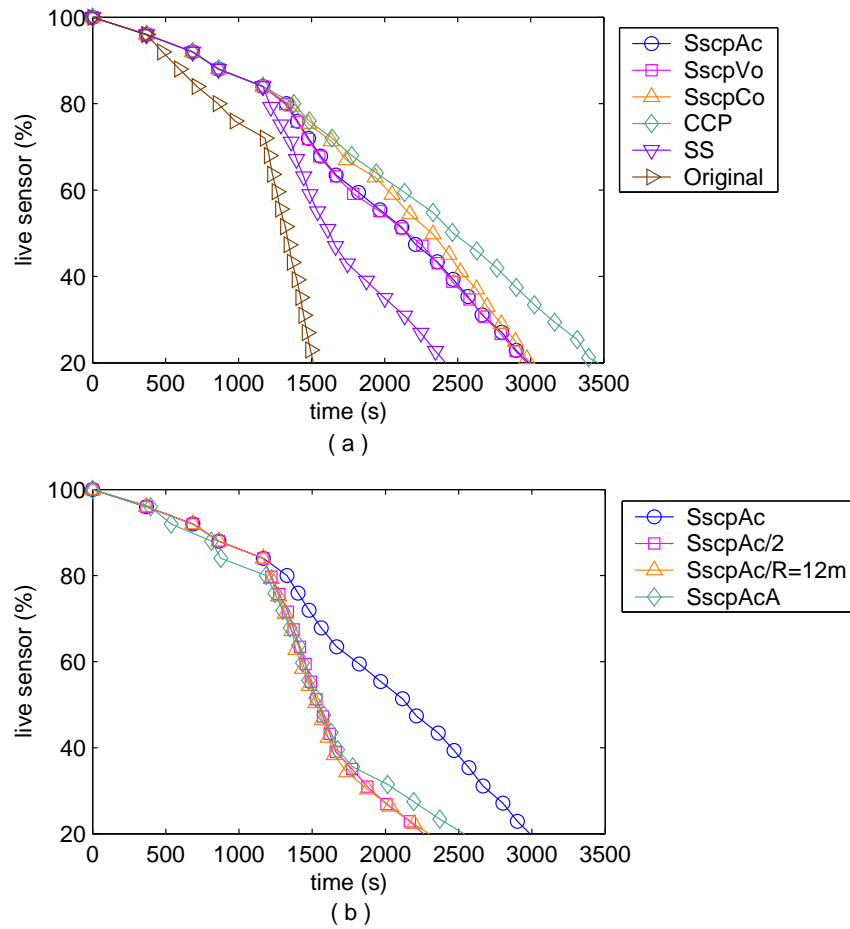 100
80
60
40
20
live sensor (%)
0 500 1000 1500 2000 2500 3000 3500
time (s)
( a )
SscpAc
SscpVo
SscpCo
CCP
SS
Original
100
80
60
40
20
live sensor (%)
0 500 1000 1500 2000 2500 3000 3500
time (s)
( b )
SscpAc
SscpAc/2
SscpAc/R=12m
SscpAcA